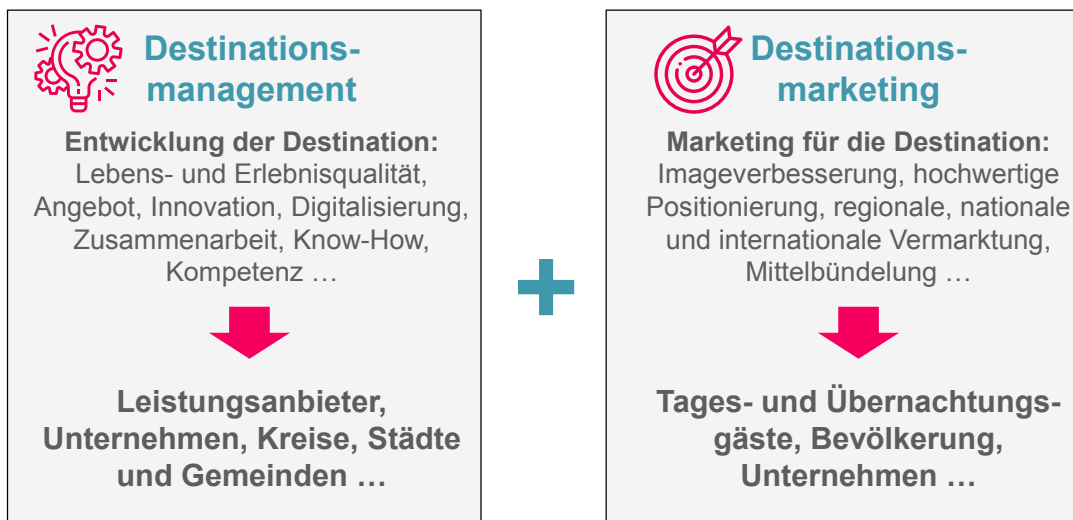 Destinations-
management
Entwicklung der Destination:
Lebens- und Erlebnisqualität,
Angebot, Innovation, Digitalisierung,
Zusammenarbeit, Know-How,
Kompetenz …
Leistungsanbieter,
Unternehmen, Kreise, Städte
und Gemeinden …
Destinations-
marketing
Marketing für die Destination:
Imageverbesserung, hochwertige
Positionierung, regionale, nationale
und internationale Vermarktung,
Mittelbündelung …
Tages- und Übernachtungs-
gäste, Bevölkerung,
Unternehmen …